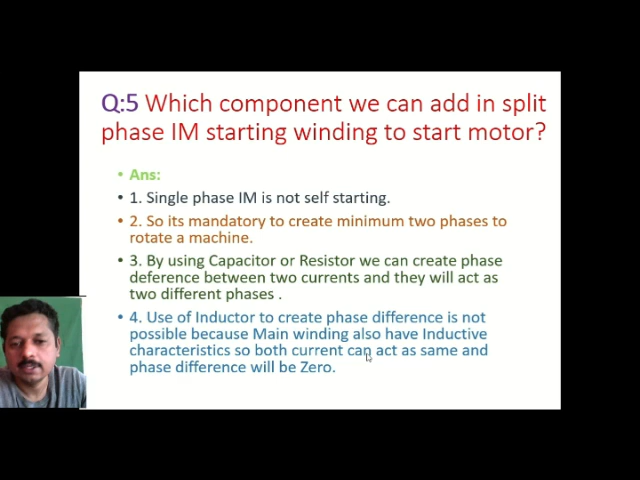 Q:5 Which component we can add in split
phase IM starting winding to start motor?
• Ans:
• 1. Single phase IM is not self starting.
• 2. So its mandatory to create minimum two phases to
rotate a machine.
• 3. By using Capacitor or Resistor we can create phase
deference between two currents and they will act as
two different phases .
• 4. Use of Inductor to create phase difference is not
possible because Main winding also have Inductive
characteristics so both current can act as same and
phase difference will be Zero.